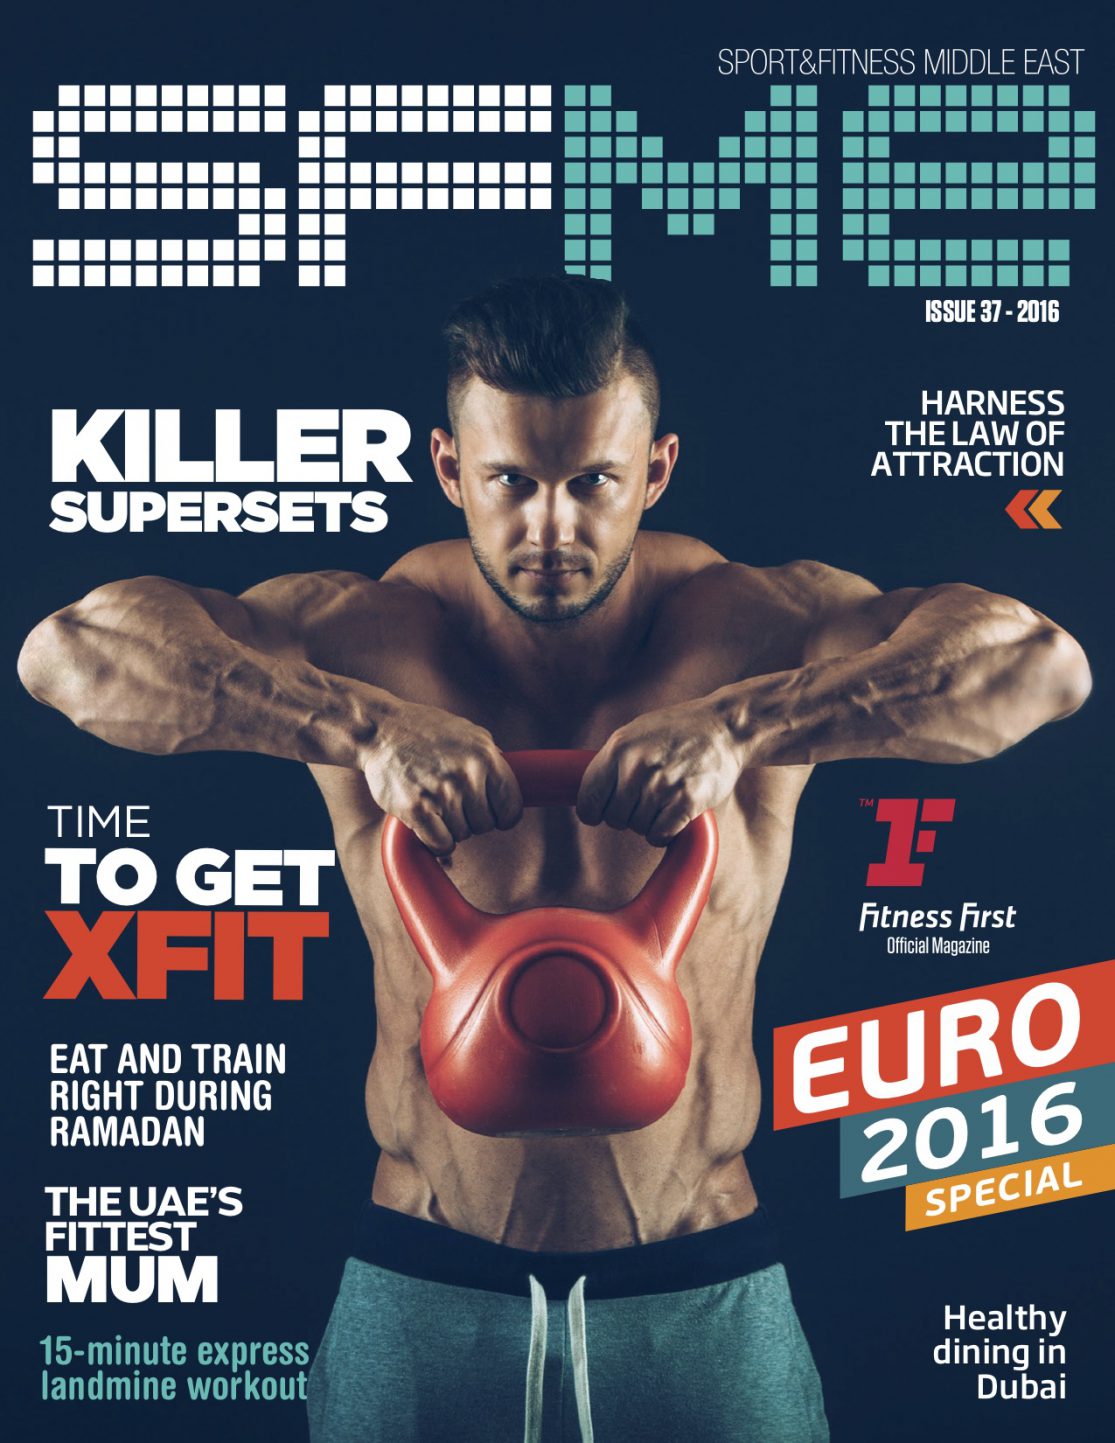 SPORT&FITNESS MIDDLE EAST
SFMe
ISSUE 37 - 2016
KILLER
SUPERSETS
HARNESS
THE LAW OF
ATTRACTION
TIME
TO GET
XFIT
EAT AND TRAIN
RIGHT DURING
RAMADAN
THE UAE'S
FITTEST
MUM
15-minute express
landmine workout
TM
1F
Fitness First
Official Magazine
EURO
2016
SPECIAL
Healthy
dining in
Dubai